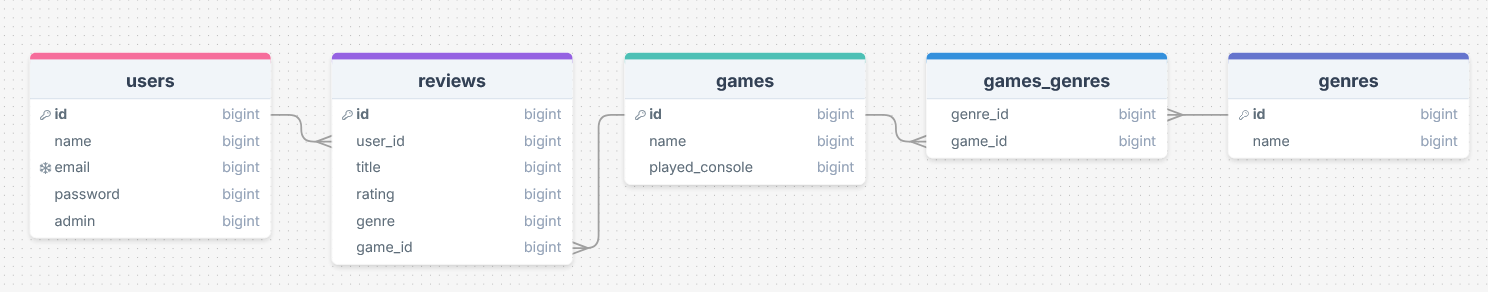 users
id bigint
name bigint
email bigint
password bigint
admin bigint
reviews
id bigint
user_id bigint
title bigint
rating bigint
genre bigint
game_id bigint
games
id bigint
name bigint
played_console bigint
games_genres
genre_id bigint
game_id bigint
genres
id bigint
name bigint